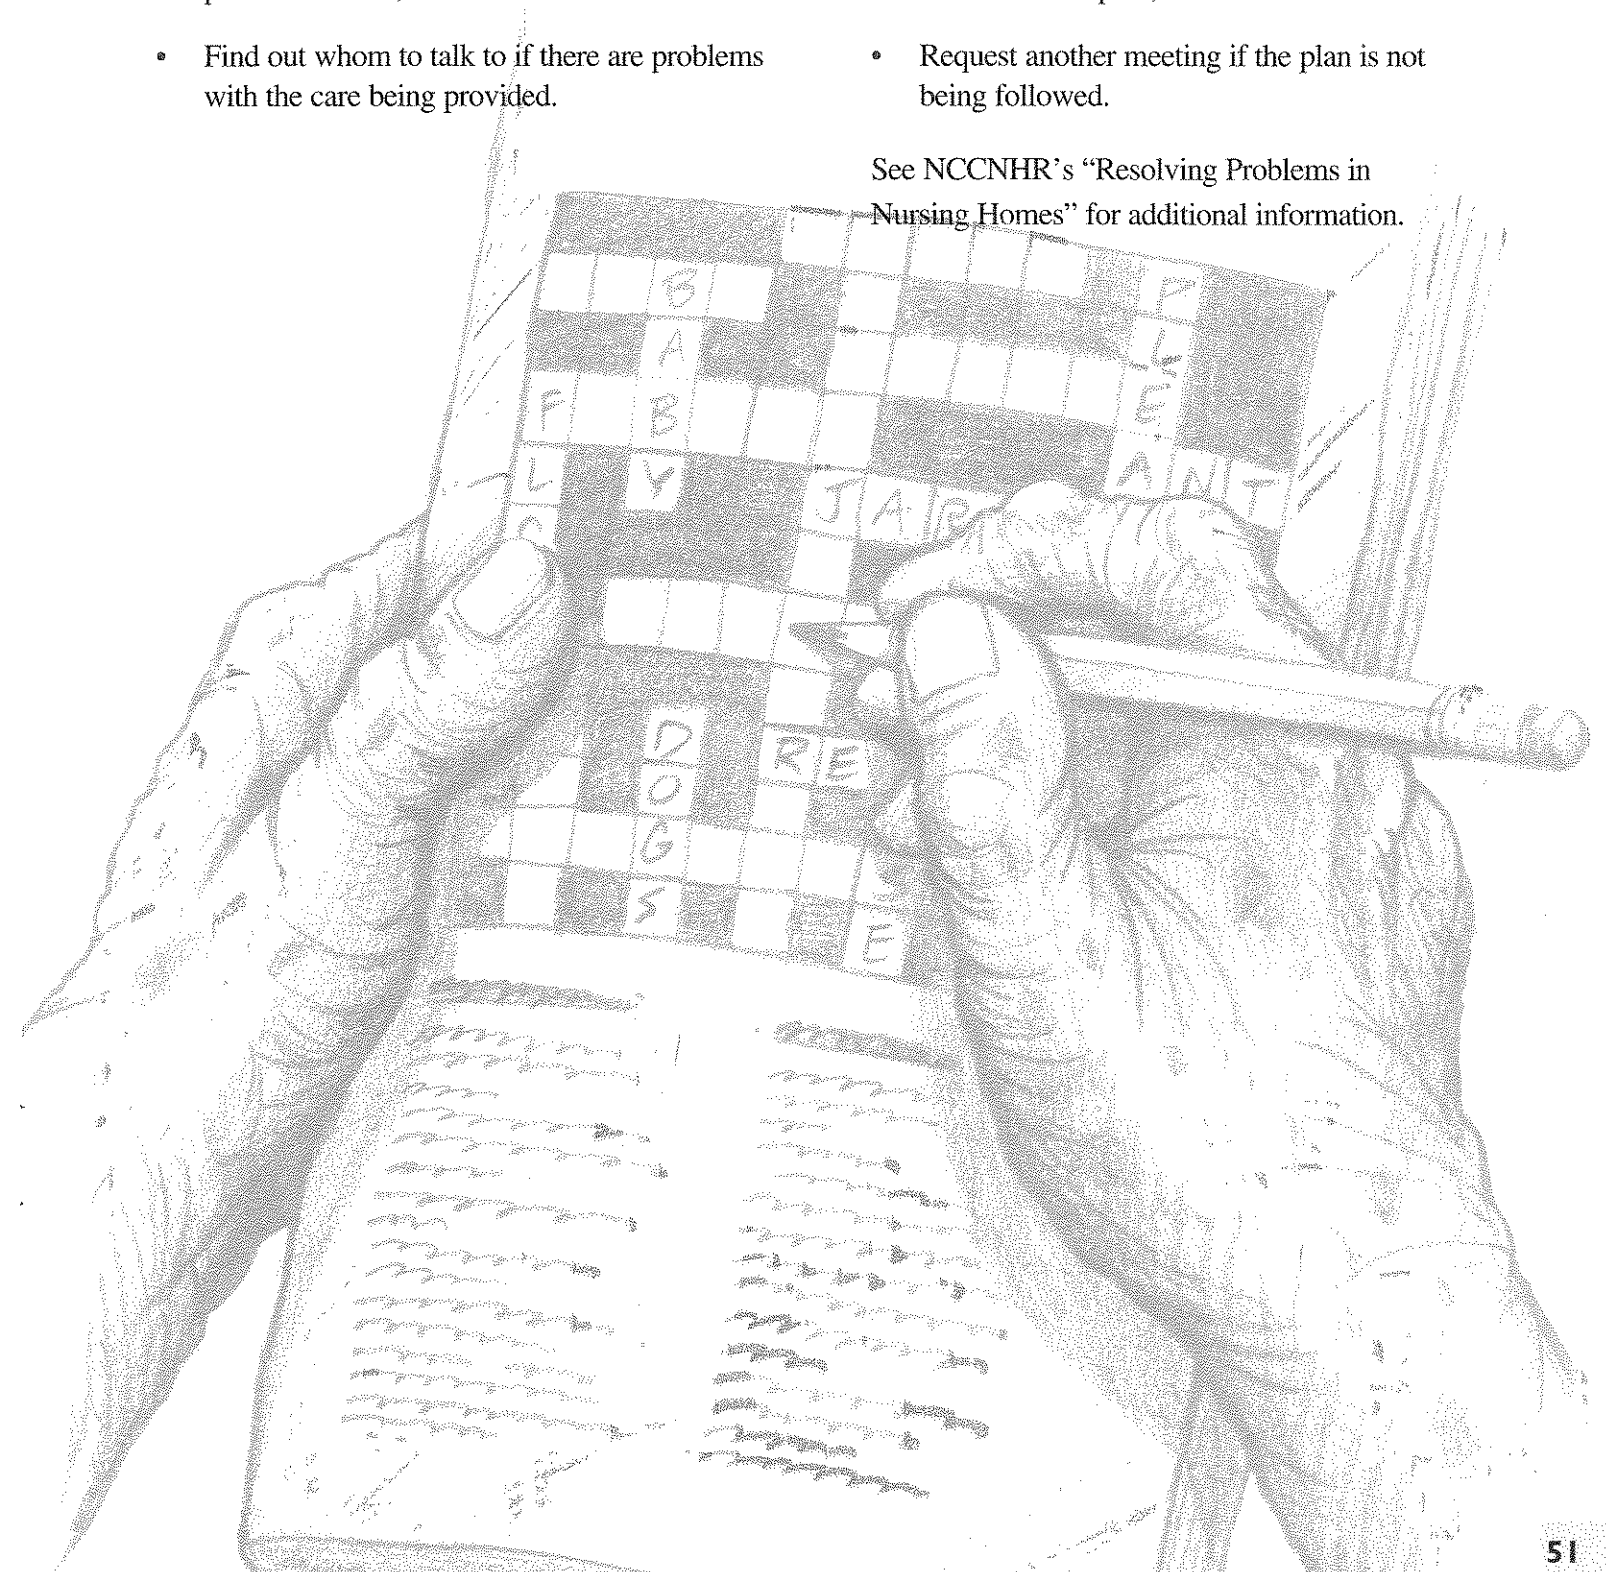 • Find out whom to talk to if there are problems
with the care being provided.
• Request another meeting if the plan is not
being followed.
See NCCNHR's “Resolving Problems in
Nursing Homes” for additional information.
P
B
L
A
E
F
B
ANT
L
Y
JAR
D
RE
O
G
S
E
51